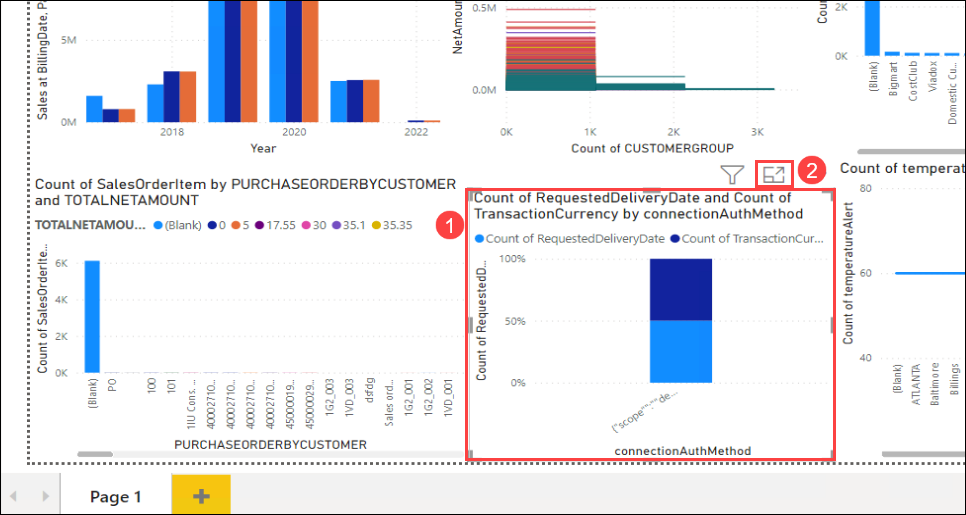 Sales at BillingDate, P
5M
0M
2018
2020
2022
Year
NetAmoun
0.5M
0.0M
0K
1K
2K
3K
Count of CUSTOMERGROUP
Cou
2K
0K
(Blank)
Bigmart
CostClub
Viadox
Domestic Cu...
2
Count of SalesOrderItem by PURCHASEORDERBYCUSTOMER
and TOTALNETAMOUNT
TOTALNETAMOU... (Blank) 0 5 17.55 30 35.1 25.35
Count of SalesOrderIte...
6K
4K
2K
0K
(Blank)
PO
100
101
1IU Cons. ...
40002710...
40002710...
40002710...
40002710...
45000019...
45000029...
1G2_003
1VD_003
dsfdg
Sales ord...
1G2_001
1G2_002
1VD_001
PURCHASEORDERBYCUSTOMER
1
Count of RequestedDeliveryDate and Count of
TransactionCurrency by connectionAuthMethod
Count of RequestedDeliveryDate Count of TransactionCur...
Count of RequestedD...
100%
50%
0%
{"scope"":""de...
connectionAuthMethod
Count of tempera
Count of temperatureAlert
80
60
40
(Blank)
ATLANTA
Baltimore
Billings
Page 1
+